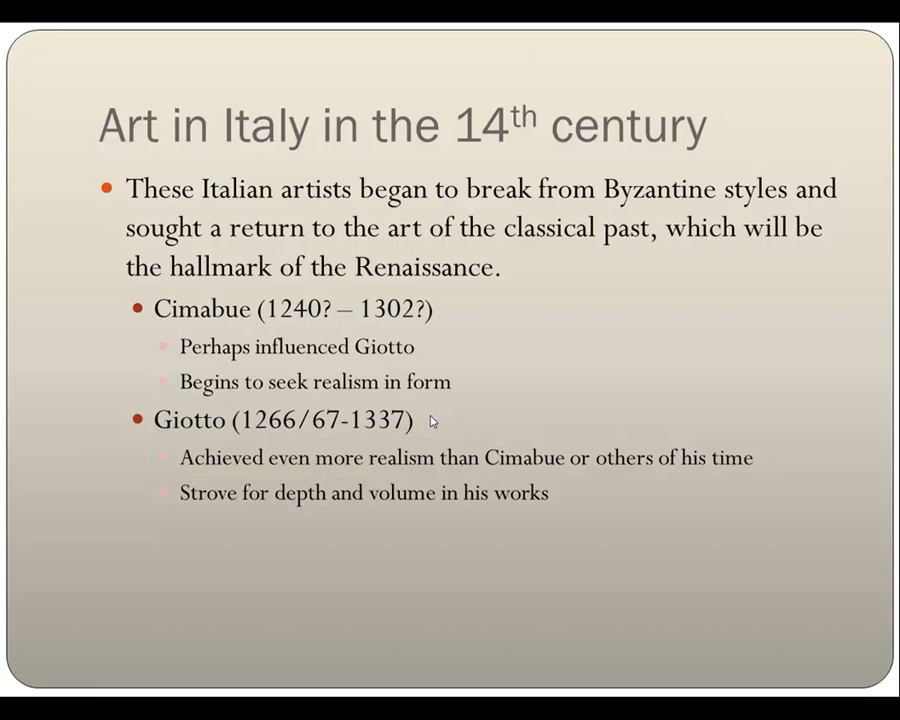 Art in Italy in the 14th century
These Italian artists began to break from Byzantine styles and
sought a return to the art of the classical past, which will be
the hallmark of the Renaissance.
Cimabue (1240? – 1302?)
Perhaps influenced Giotto
Begins to seek realism in form
Giotto (1266/67-1337)
Achieved even more realism than Cimabue or others of his time
Strove for depth and volume in his works